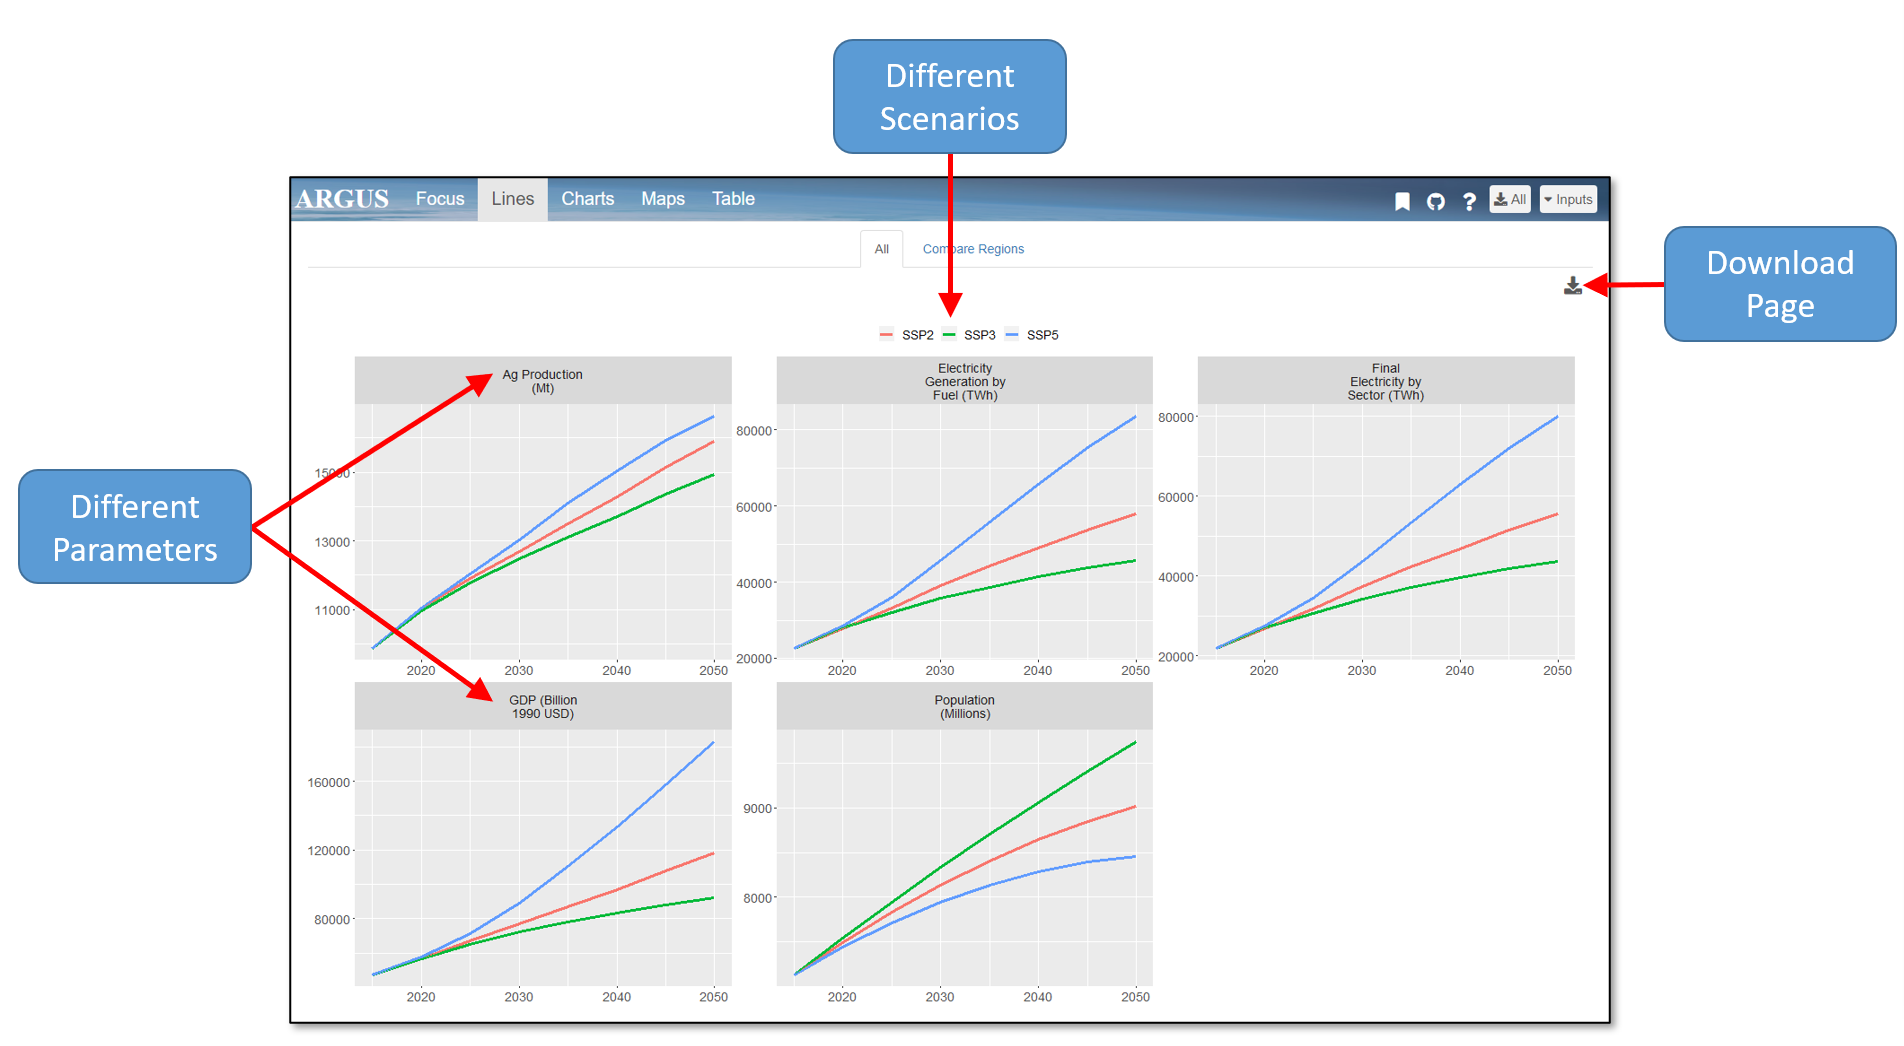 Different
Scenarios
ARGUS Focus Lines Charts Maps Table ? All Inputs
All Compare Regions
Download
Page
SSP2 SSP3 SSP5
Ag Production
(Mt)
15000
13000
11000
2020 2030 2040 2050
Electricity
Generation by
Fuel (TWh)
80000
60000
40000
20000
2020 2030 2040 2050
Final
Electricity by
Sector (TWh)
80000
60000
40000
20000
2020 2030 2040 2050
Different
Parameters
GDP (Billion
1990 USD)
160000
120000
80000
2020 2030 2040 2050
Population
(Millions)
9000
8000
2020 2030 2040 2050